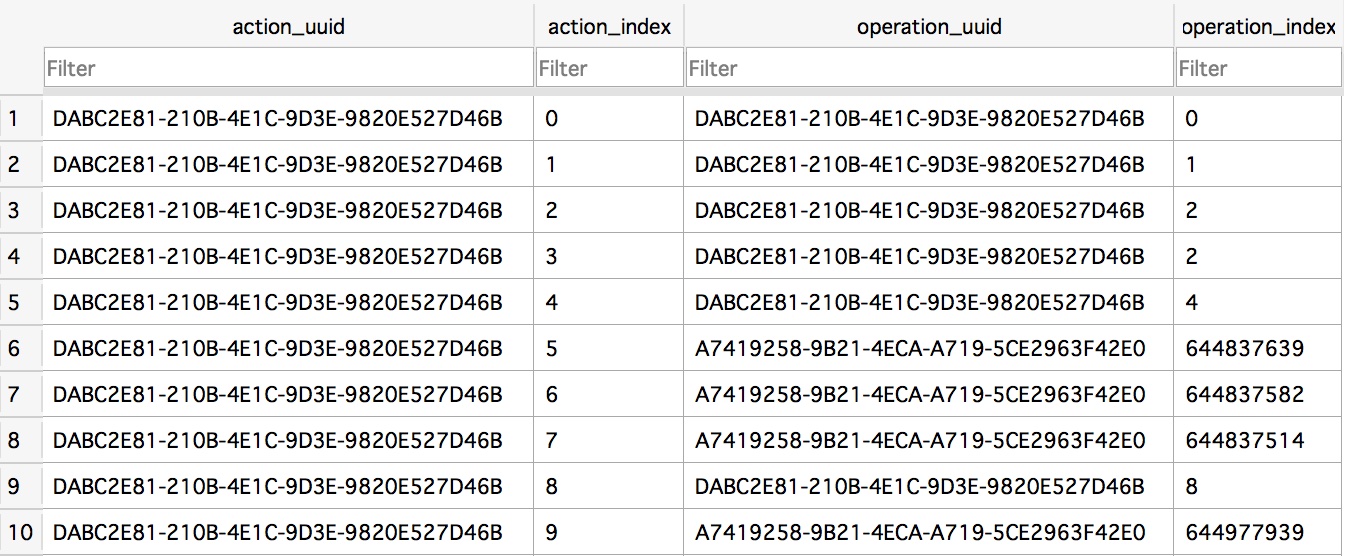 action_uuid action_index operation_uuid operation_index
Filter Filter Filter Filter
1 DABC2E81-210B-4E1C-9D3E-9820E527D46B 0 DABC2E81-210B-4E1C-9D3E-9820E527D46B 0
2 DABC2E81-210B-4E1C-9D3E-9820E527D46B 1 DABC2E81-210B-4E1C-9D3E-9820E527D46B 1
3 DABC2E81-210B-4E1C-9D3E-9820E527D46B 2 DABC2E81-210B-4E1C-9D3E-9820E527D46B 2
4 DABC2E81-210B-4E1C-9D3E-9820E527D46B 3 DABC2E81-210B-4E1C-9D3E-9820E527D46B 2
5 DABC2E81-210B-4E1C-9D3E-9820E527D46B 4 DABC2E81-210B-4E1C-9D3E-9820E527D46B 4
6 DABC2E81-210B-4E1C-9D3E-9820E527D46B 5 A7419258-9B21-4ECA-A719-5CE2963F42E0 644837639
7 DABC2E81-210B-4E1C-9D3E-9820E527D46B 6 A7419258-9B21-4ECA-A719-5CE2963F42E0 644837582
8 DABC2E81-210B-4E1C-9D3E-9820E527D46B 7 A7419258-9B21-4ECA-A719-5CE2963F42E0 644837514
9 DABC2E81-210B-4E1C-9D3E-9820E527D46B 8 DABC2E81-210B-4E1C-9D3E-9820E527D46B 8
10 DABC2E81-210B-4E1C-9D3E-9820E527D46B 9 A7419258-9B21-4ECA-A719-5CE2963F42E0 644977939